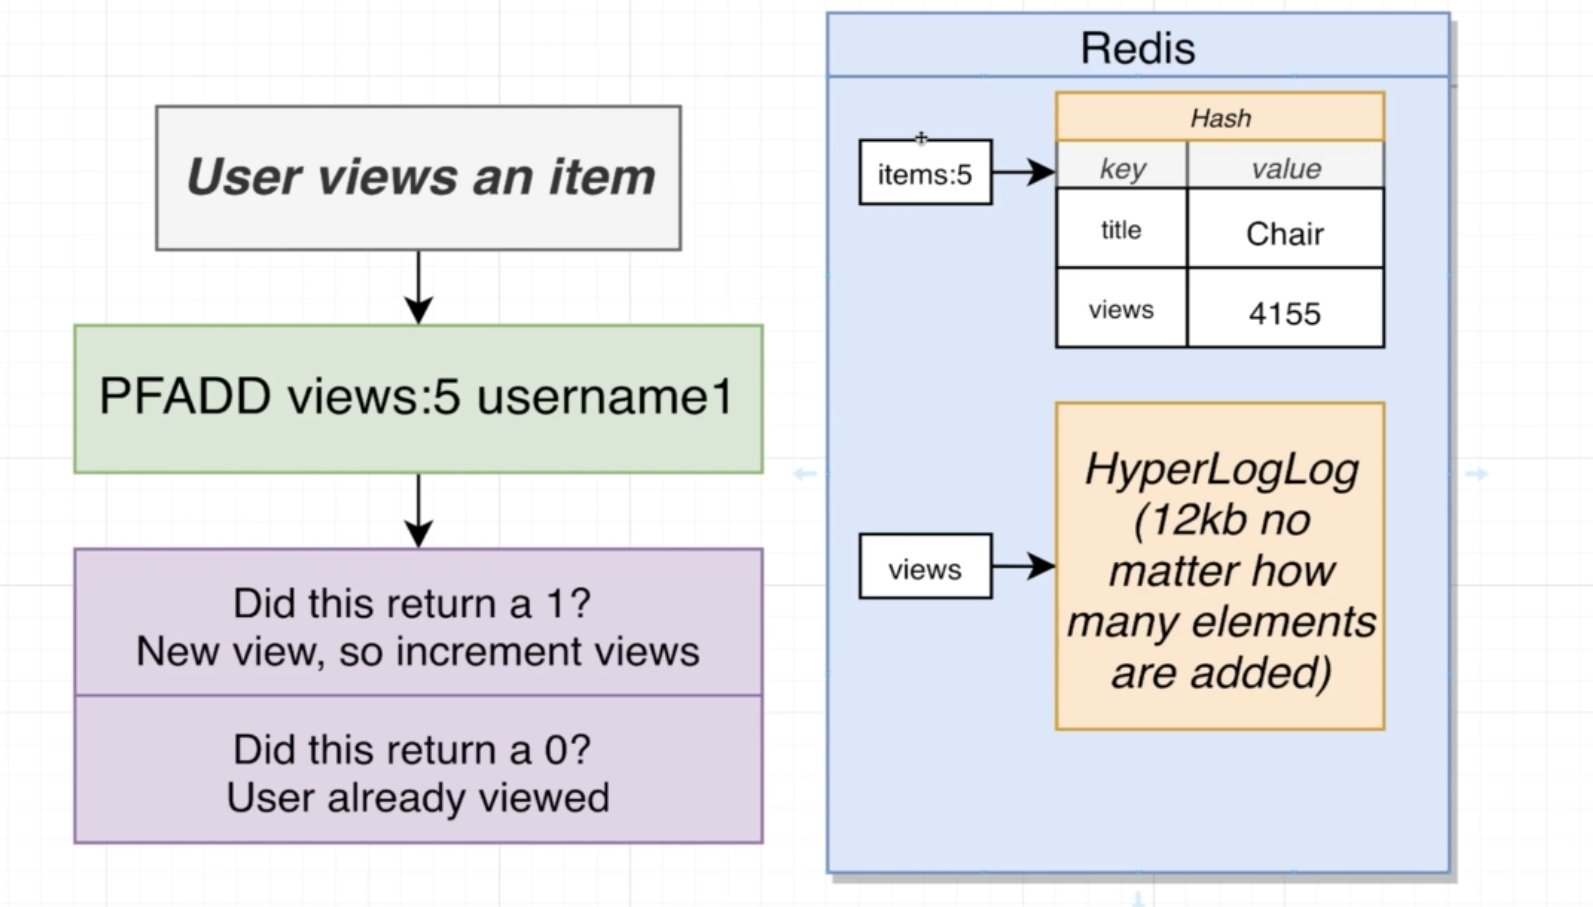 User views an item
PFADD views:5 username1
Did this return a 1?
New view, so increment views
Did this return a 0?
User already viewed
Redis
items:5
Hash
key value
title Chair
views 4155
views
HyperLogLog
(12kb no
matter how
many elements
are added)